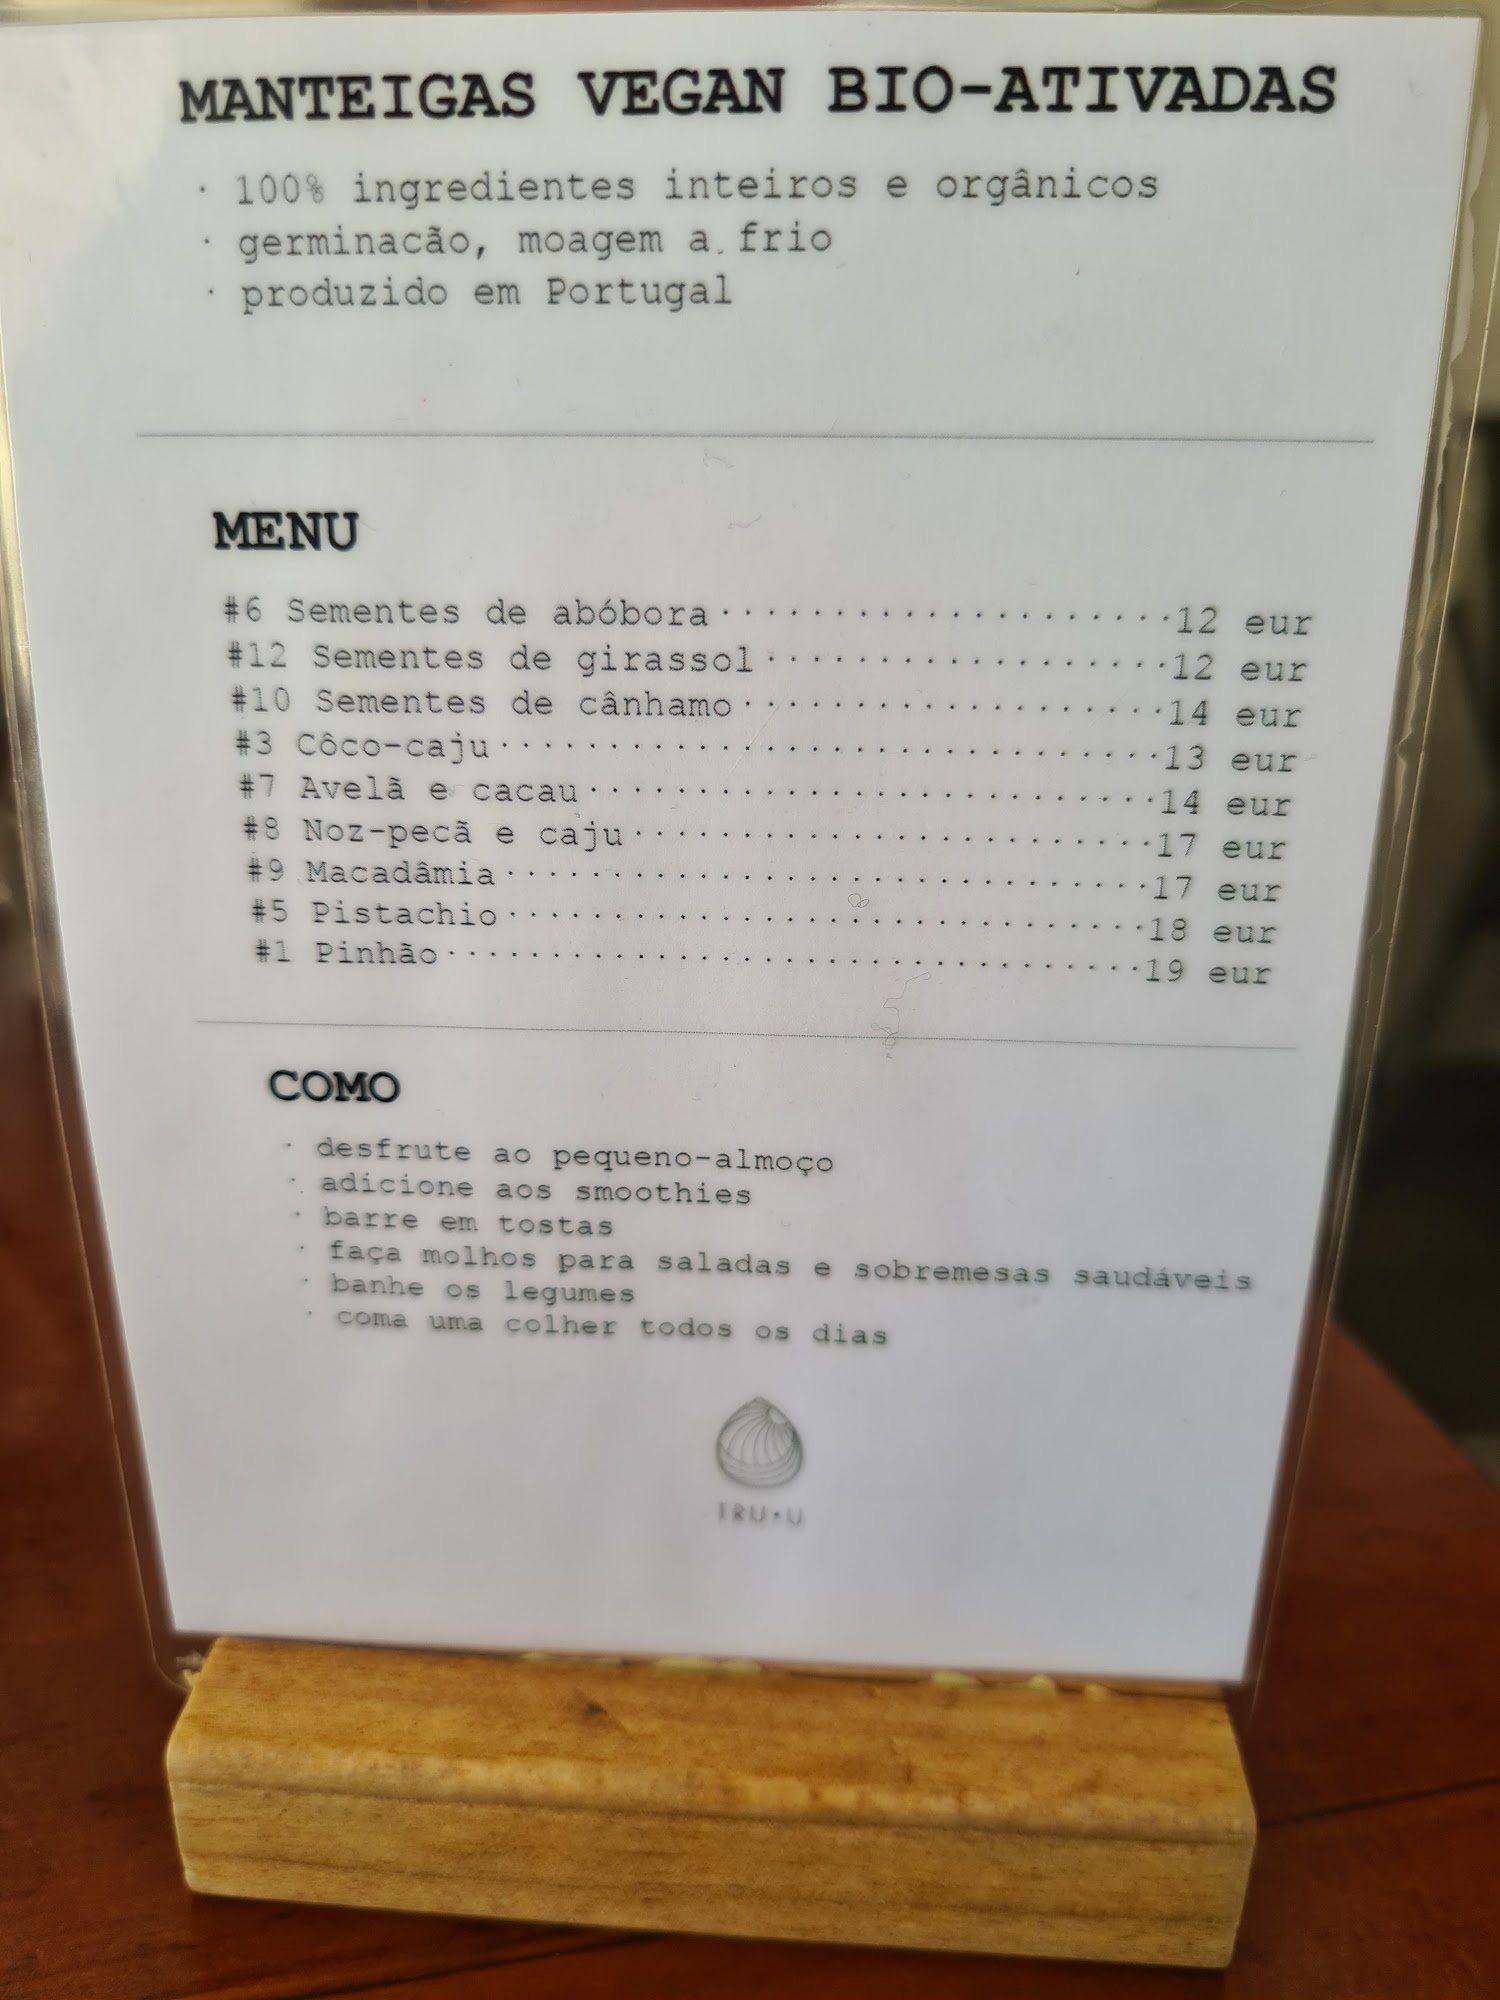 MANTEIGAS VEGAN BIO-ATIVADAS
· 100% ingredientes inteiros e orgânicos
· germinacão, moagem a frio
· produzido em Portugal
MENU
#6 Sementes de abóbora····················12 eur
#12 Sementes de girassol··················12 eur
#10 Sementes de cânhamo···················14 eur
#3 Côco-caju·····························13 eur
#7 Avelã e cacau·························14 eur
#8 Noz-pecã e caju·······················17 eur
#9 Macadâmia·····························17 eur
#5 Pistachio·····························18 eur
#1 Pinhão································19 eur
COMO
· desfrute ao pequeno-almoço
· adicione aos smoothies
· barre em tostas
· faça molhos para saladas e sobremesas saudáveis
· banhe os legumes
· coma uma colher todos os dias